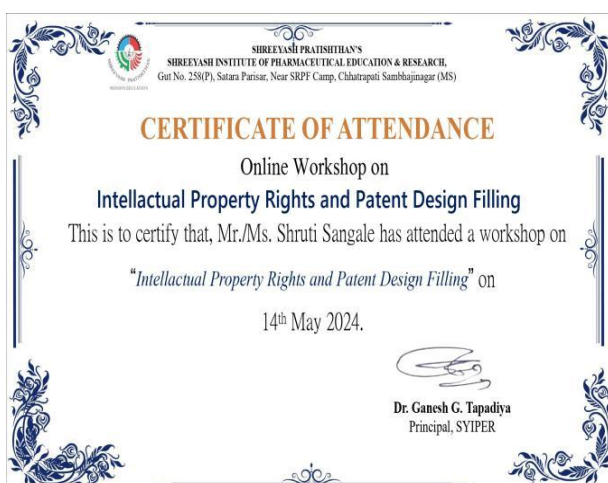 SHREEYASH PRATISHTHAN'S
SHREEYASH INSTITUTE OF PHARMACEUTICAL EDUCATION & RESEARCH,
Gut No. 258(P), Satara Parisar, Near SRPF Camp, Chhatrapati Sambhajinagar (MS)
CERTIFICATE OF ATTENDANCE
Online Workshop on
Intellactual Property Rights and Patent Design Filling
This is to certify that, Mr./Ms. Shruti Sangale has attended a workshop on
“Intellactual Property Rights and Patent Design Filling” on
14th May 2024.
Dr. Ganesh G. Tapadiya
Principal, SYIPER